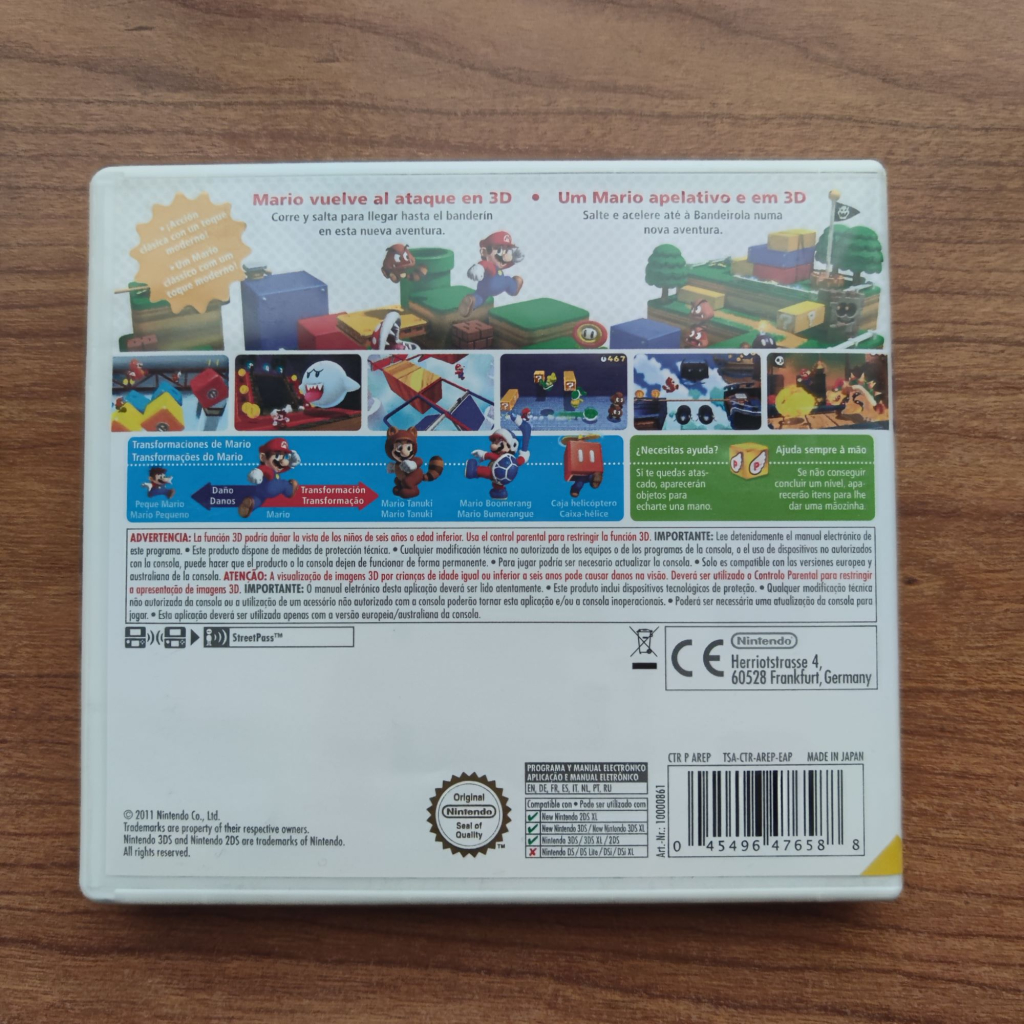 Mario vuelve al ataque en 3D • Um Mario apelativo e em 3D
Corre y salta para llegar hasta el banderín
en esta nueva aventura.
Salte e acelere até à Bandeirola numa
nova aventura.
• ¡Acción
clásica con un toque
moderno!
• Um Mario
clássico com um
toque moderno!
467
Transformaciones de Mario
Transformações do Mario
Peque Mario
Mario Pequeno
Daño
Danos
Mario
Transformación
Transformação
Mario Tanuki
Mario Tanuki
Mario Boomerang
Mario Bumerangue
Caja helicóptero
Caixa-hélice
¿Necesitas ayuda?
Si te quedas atas-
cado, aparecerán
objetos para
echarte una mano.
Ajuda sempre à mão
Se não conseguir
concluir um nível, apa-
recerão itens para lhe
dar uma mãozinha.
ADVERTENCIA: La función 3D podría dañar la vista de los niños de seis años o edad inferior. Usa el control parental para restringir la función 3D. IMPORTANTE: Lee detenidamente el manual electrónico de
este programa. • Este producto dispone de medidas de protección técnica. • Cualquier modificación técnica no autorizada de los equipos o de los programas de la consola, o el uso de dispositivos no autorizados
con la consola, puede hacer que el producto o la consola dejen de funcionar de forma permanente. • Para jugar podría ser necesario actualizar la consola. • Solo es compatible con las versiones europea y
australiana de la consola. ATENÇÃO: A visualização de imagens 3D por crianças de idade igual ou inferior a seis anos pode causar danos na visão. Deverá ser utilizado o Controlo Parental para restringir
a apresentação de imagens 3D. IMPORTANTE: O manual eletrónico desta aplicação deverá ser lido atentamente. • Este produto inclui dispositivos tecnológicos de proteção. • Qualquer modificação técnica
não autorizada da consola ou a utilização de um acessório não autorizado com a consola poderão tornar esta aplicação e/ou a consola inoperacionais. • Poderá ser necessária uma atualização da consola para
jogar. • Esta aplicação deverá ser utilizada apenas com a versão europeia/australiana da consola.
StreetPass™
CE
Nintendo
Herriotstrasse 4,
60528 Frankfurt, Germany
CTR P AREP TSA-CTR-AREP-EAP MADE IN JAPAN
PROGRAMA Y MANUAL ELECTRÓNICO
APLICAÇÃO E MANUAL ELETRÓNICO
EN, DE, FR, ES, IT, NL, PT, RU
Compatible con • Pode ser utilizado com
New Nintendo 2DS XL
New Nintendo 3DS / New Nintendo 3DS XL
Nintendo 3DS / 3DS XL / 2DS
Nintendo DS / DS Lite / DSi / DSi XL
Art.-Nr.: 10000861
0 45496 47658 8
Original
Nintendo
Seal of
Quality
TM
© 2011 Nintendo Co., Ltd.
Trademarks are property of their respective owners.
Nintendo 3DS and Nintendo 2DS are trademarks of Nintendo.
All rights reserved.